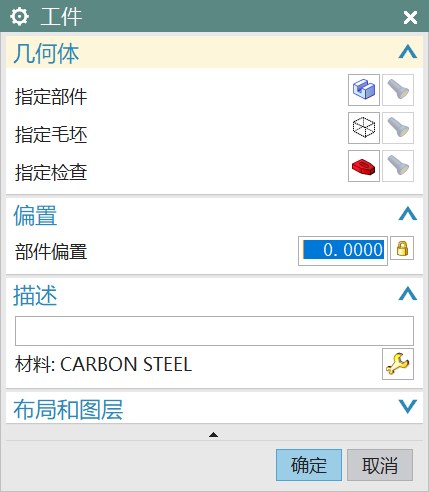 工件
几何体
指定部件
指定毛坯
指定检查
偏置
部件偏置 0.0000
描述
材料: CARBON STEEL
布局和图层
确定 取消